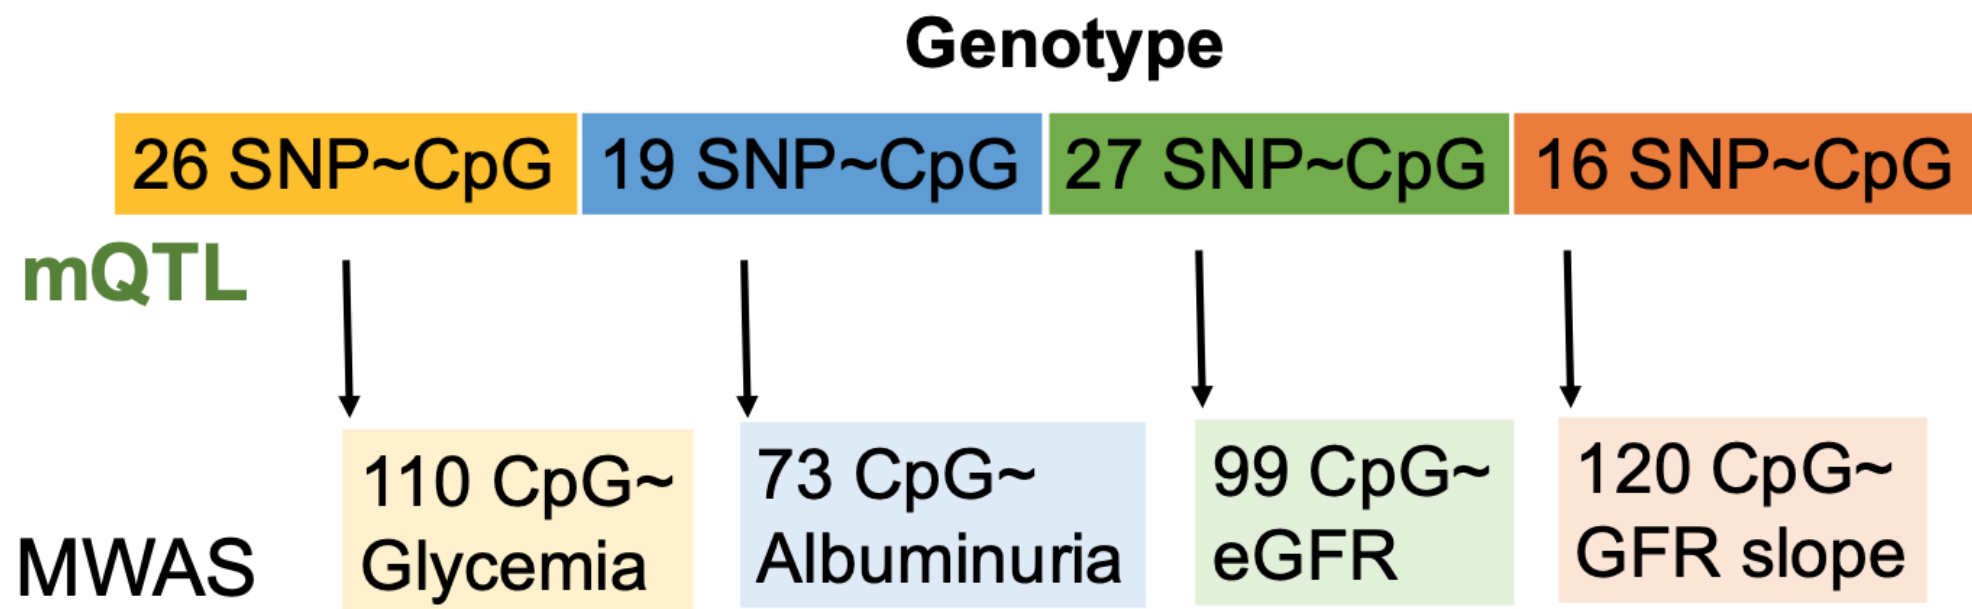 Genotype
26 SNP~CpG 19 SNP~CpG 27 SNP~CpG 16 SNP~CpG
mQTL
110 CpG~
Glycemia
73 CpG~
Albuminuria
99 CpG~
eGFR
120 CpG~
GFR slope
MWAS